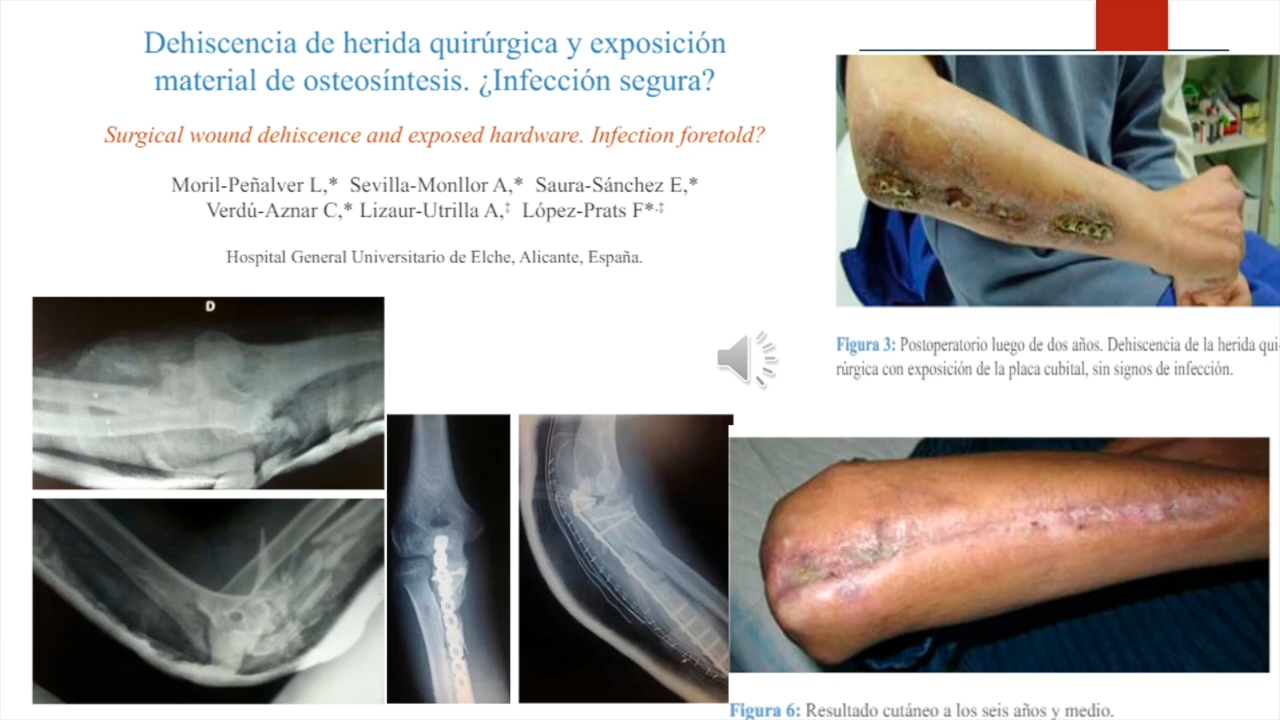 Dehiscencia de herida quirúrgica y exposición
material de osteosíntesis. ¿Infección segura?
Surgical wound dehiscence and exposed hardware. Infection foretold?
Moril-Peñalver L,* Sevilla-Monllor A,* Saura-Sánchez E,*
Verdú-Aznar C,* Lizaur-Utrilla A,‡ López-Prats F*,‡
Hospital General Universitario de Elche, Alicante, España.
D
Figura 3: Postoperatorio luego de dos años. Dehiscencia de la herida qui-
rúrgica con exposición de la placa cubital, sin signos de infección.
Figura 6: Resultado cutáneo a los seis años y medio.